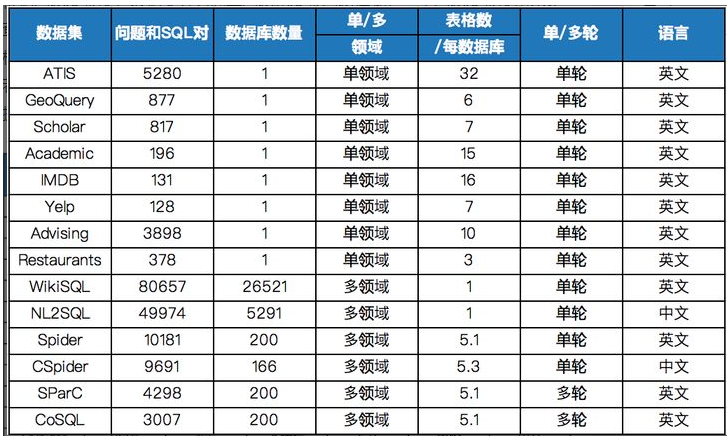 数据集 问题和SQL对 数据库数量 单/多领域 表格数/每数据库 单/多轮 语言
ATIS 5280 1 单领域 32 单轮 英文
GeoQuery 877 1 单领域 6 单轮 英文
Scholar 817 1 单领域 7 单轮 英文
Academic 196 1 单领域 15 单轮 英文
IMDB 131 1 单领域 16 单轮 英文
Yelp 128 1 单领域 7 单轮 英文
Advising 3898 1 单领域 10 单轮 英文
Restaurants 378 1 单领域 3 单轮 英文
WikiSQL 80657 26521 多领域 1 单轮 英文
NL2SQL 49974 5291 多领域 1 单轮 中文
Spider 10181 200 多领域 5.1 单轮 英文
CSpider 9691 166 多领域 5.3 单轮 中文
SParC 4298 200 多领域 5.1 多轮 英文
CoSQL 3007 200 多领域 5.1 多轮 英文